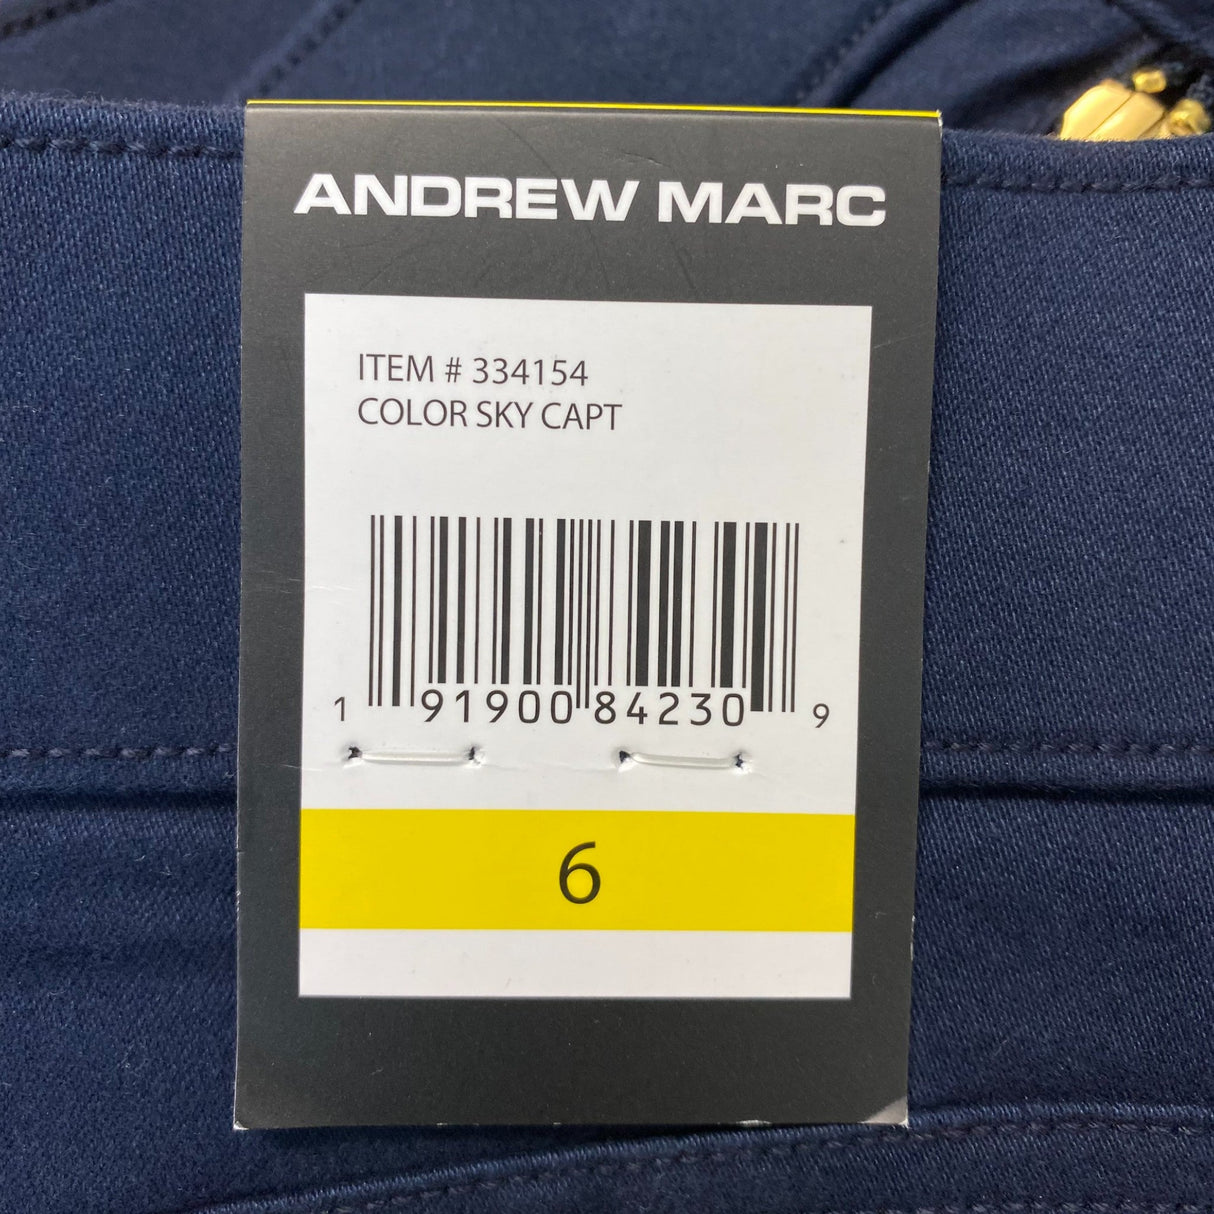 ANDREW MARC
ITEM # 334154
COLOR SKY CAPT
1 91900 84230 9
6